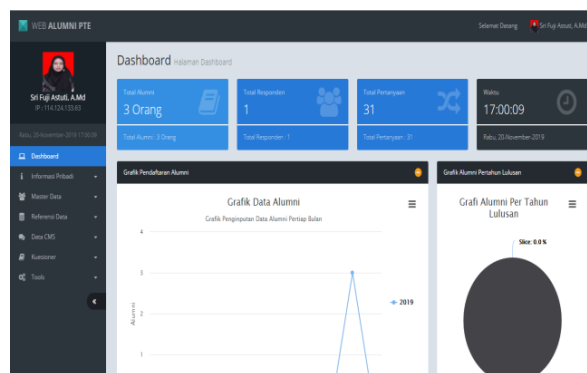 WEB ALUMNI PTE
Selamat Datang Sri Fuji Astuti, A.Md
Sri Fuji Astuti, A.Md
IP : 114.124.133.63
Rabu, 20-November-2019 17:00:09
Dashboard
Informasi Pribadi
Master Data
Referensi Data
Data CMS
Kuesioner
Tools
Dashboard Halaman Dashboard
Total Alumni
3 Orang
Total Alumni : 3 Orang
Total Responden
1
Total Responden : 1
Total Pertanyaan
31
Total Pertanyaan : 31
Waktu
17:00:09
Rabu, 20-November-2019
Grafik Pendaftaran Alumni
Grafik Data Alumni
Grafik Penginputan Data Alumni Pertiap Bulan
4
3
2
1
Alumni
2019
Grafik Alumni Pertahun Lulusan
Grafi Alumni Per Tahun
Lulusan
Slice: 0.0 %